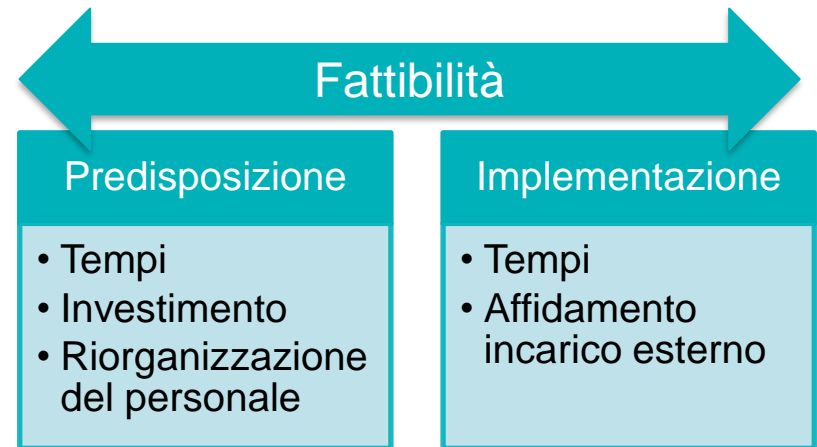 Fattibilità
Predisposizione
• Tempi
• Investimento
• Riorganizzazione
del personale
Implementazione
• Tempi
• Affidamento
incarico esterno